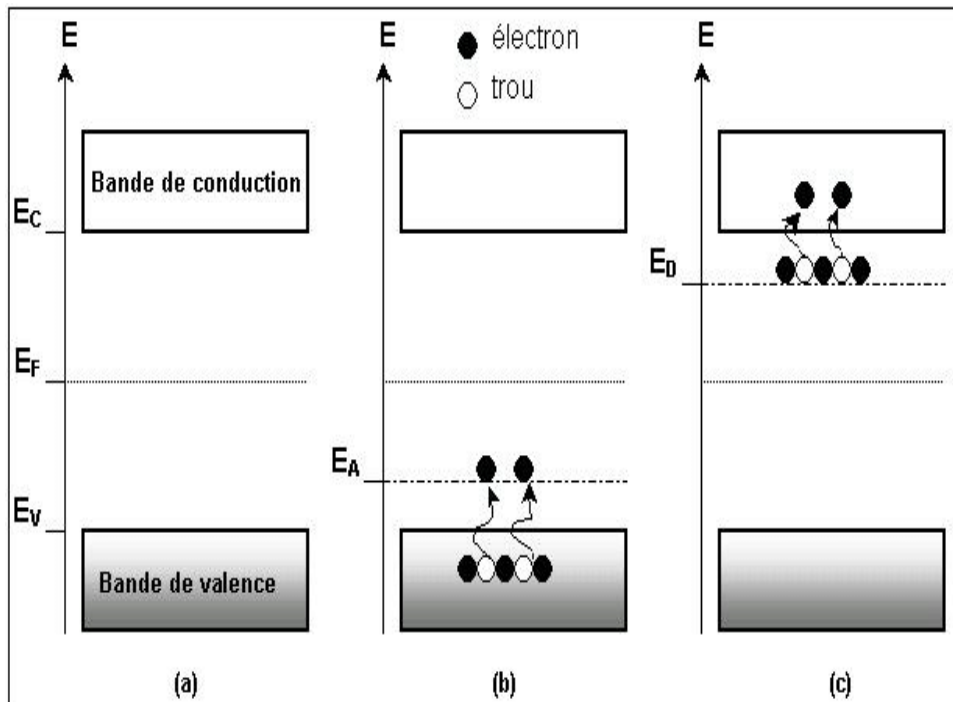 E
E
E
électron
trou
Bande de conduction
E_C
E_D
E_F
E_A
E_V
Bande de valence
(a)
(b)
(c)